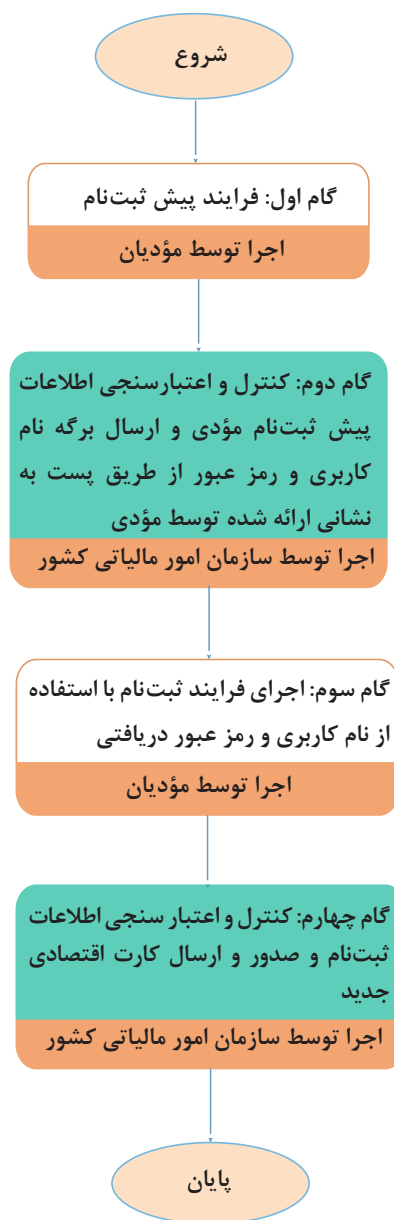 شروع
گام اول: فرایند پیش ثبت‌نام
اجرا توسط مؤدیان
گام دوم: کنترل و اعتبارسنجی اطلاعات
پیش ثبت‌نام مؤدی و ارسال برگه نام
کاربری و رمز عبور از طریق پست به
نشانی ارائه شده توسط مؤدی
اجرا توسط سازمان امور مالیاتی کشور
گام سوم: اجرای فرایند ثبت‌نام با استفاده
از نام کاربری و رمز عبور دریافتی
اجرا توسط مؤدیان
گام چهارم: کنترل و اعتبار سنجی اطلاعات
ثبت‌نام و صدور و ارسال کارت اقتصادی
جدید
اجرا توسط سازمان امور مالیاتی کشور
پایان